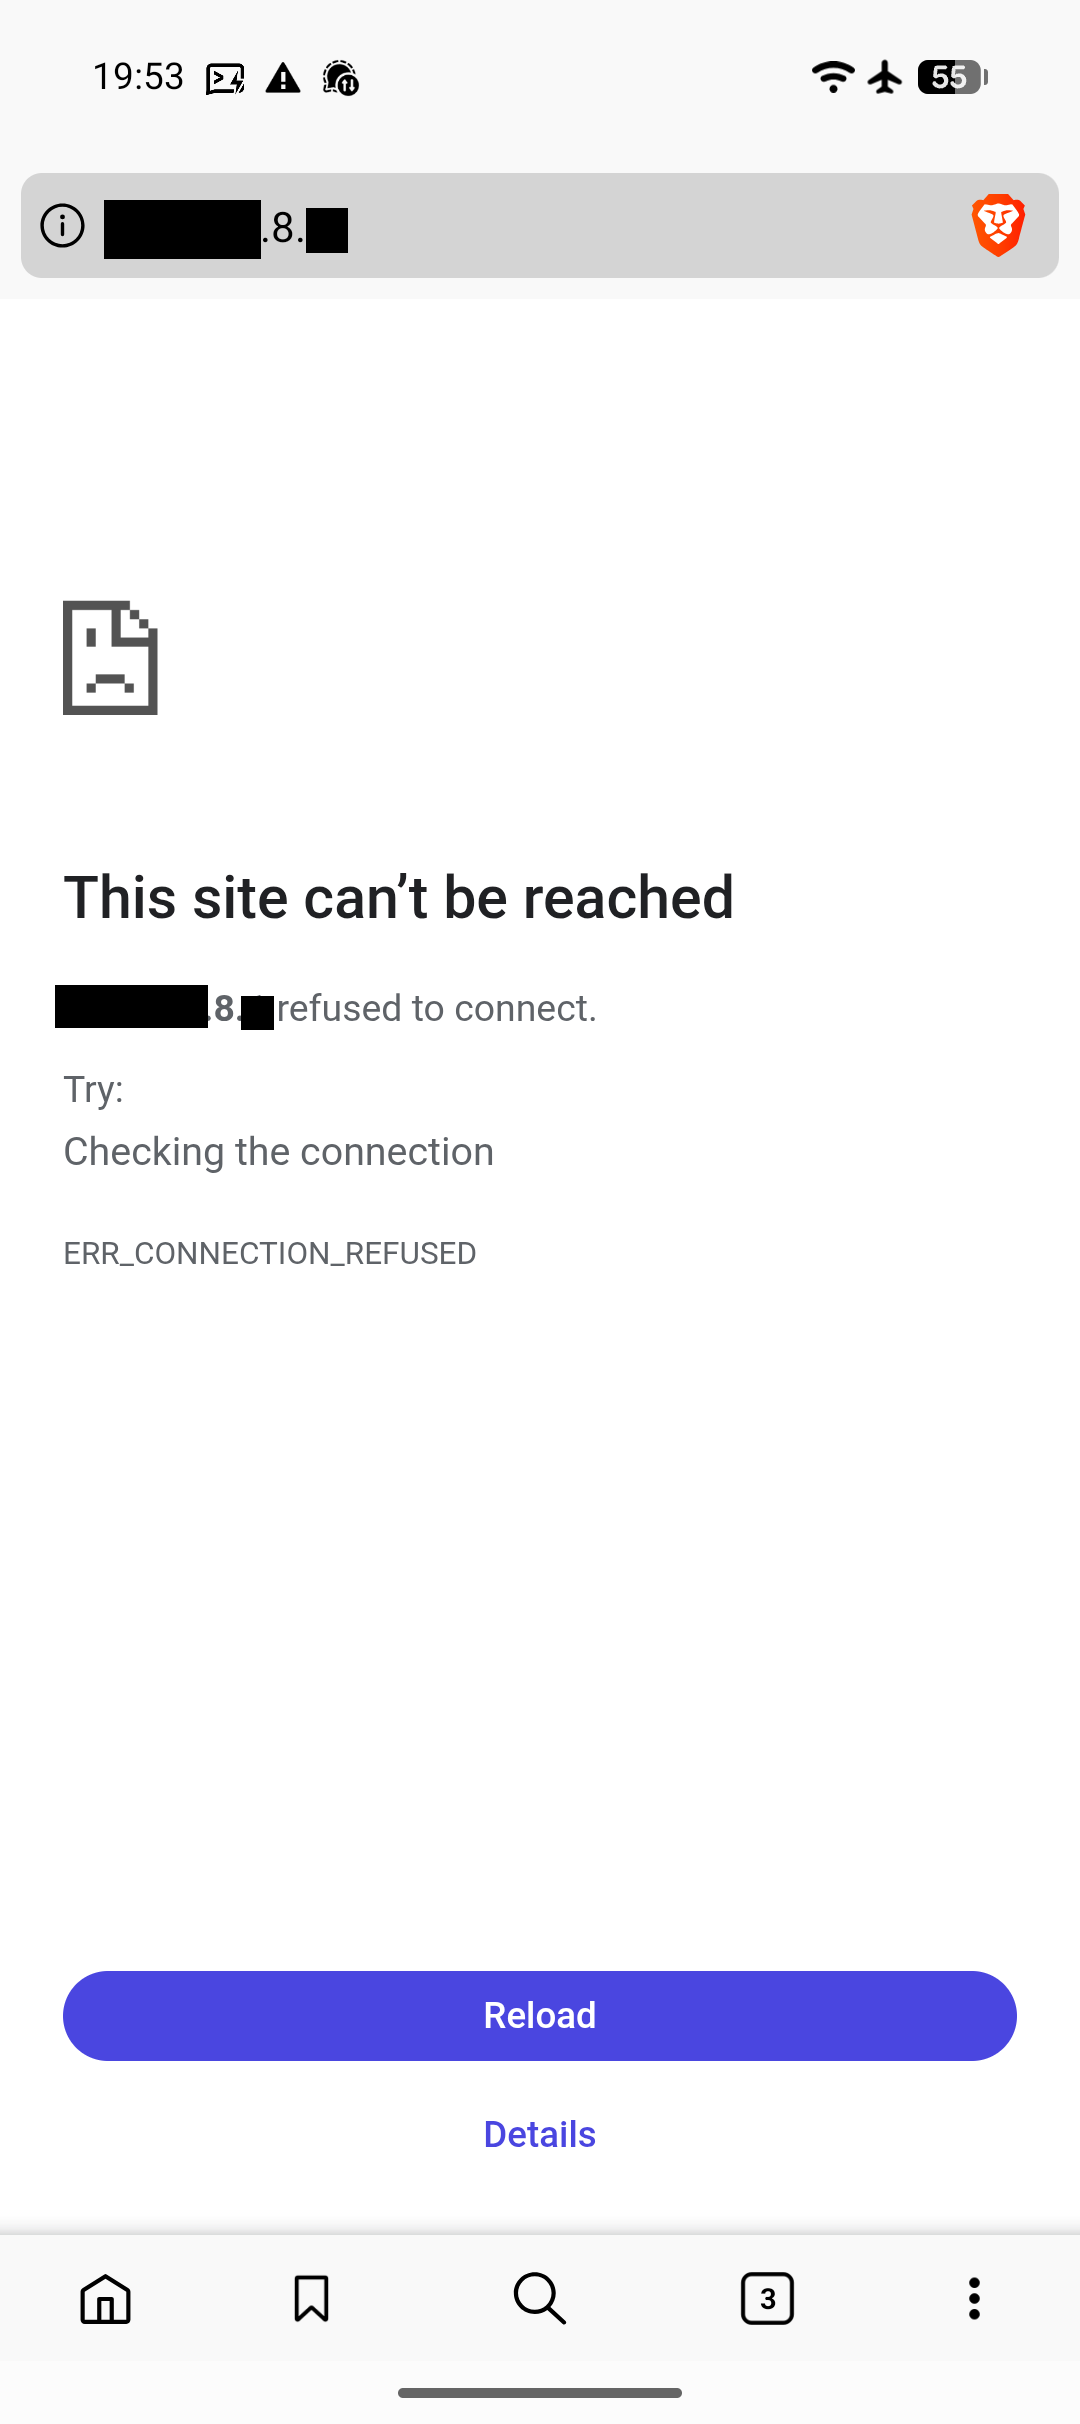 19:53
55
.8.
This site can’t be reached
.8. refused to connect.
Try:
Checking the connection
ERR_CONNECTION_REFUSED
Reload
Details
3